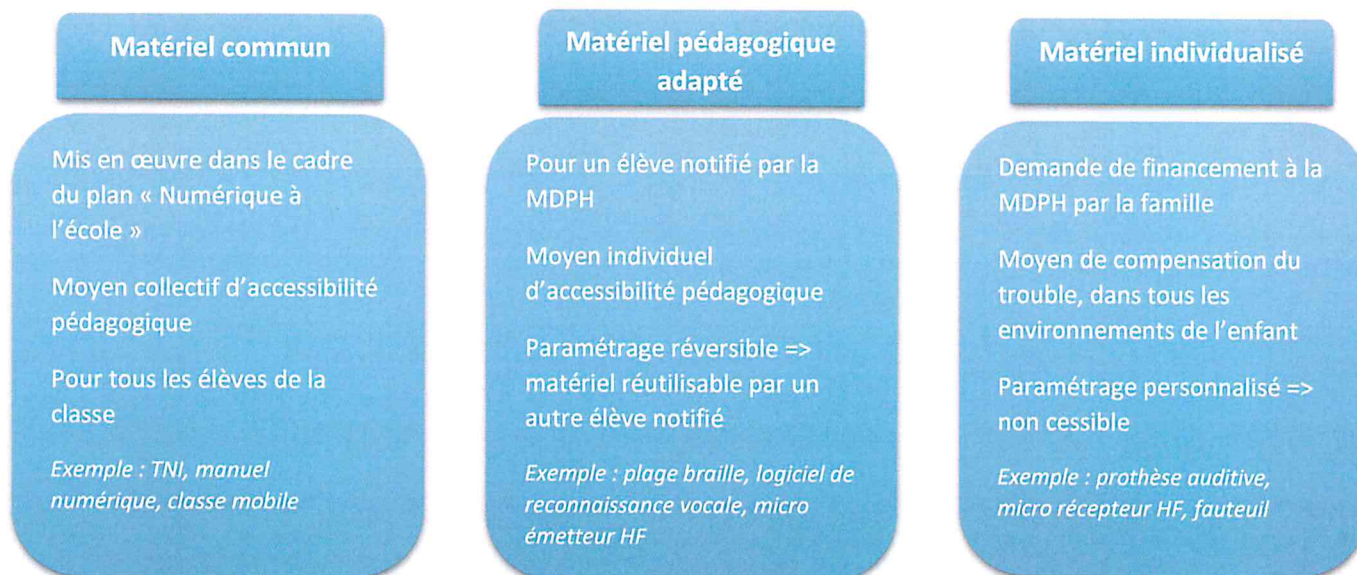 Matériel commun
Mis en œuvre dans le cadre
du plan « Numérique à
l'école »
Moyen collectif d'accessibilité
pédagogique
Pour tous les élèves de la
classe
Exemple : TNI, manuel
numérique, classe mobile
Matériel pédagogique
adapté
Pour un élève notifié par la
MDPH
Moyen individuel
d'accessibilité pédagogique
Paramétrage réversible =>
matériel réutilisable par un
autre élève notifié
Exemple : plage braille, logiciel de
reconnaissance vocale, micro
émetteur HF
Matériel individualisé
Demande de financement à la
MDPH par la famille
Moyen de compensation du
trouble, dans tous les
environnements de l'enfant
Paramétrage personnalisé =>
non cessible
Exemple : prothèse auditive,
micro récepteur HF, fauteuil